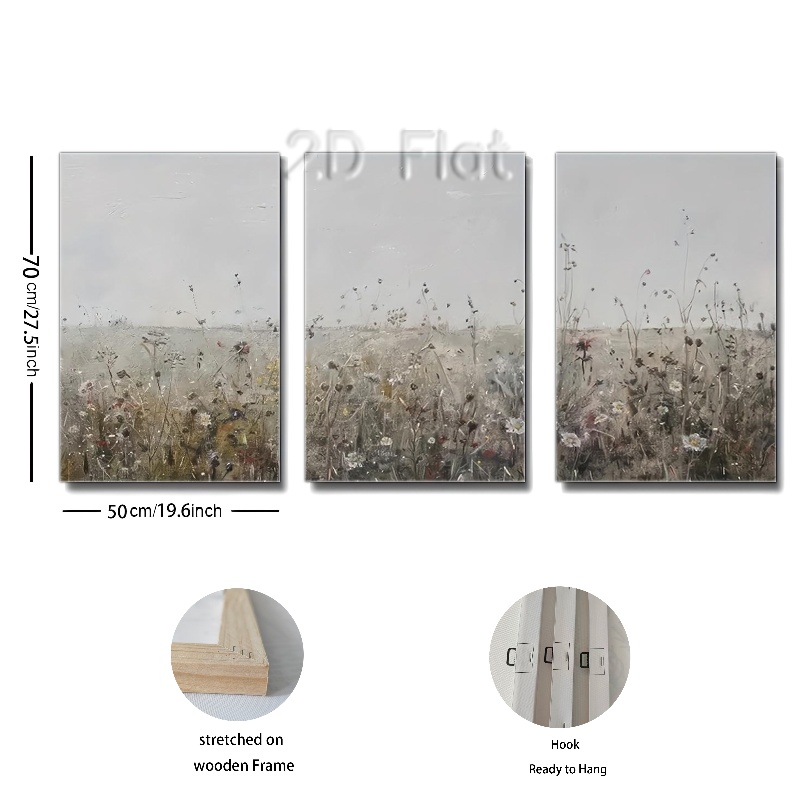 2D Flat
70 cm/27.5inch
50cm/19.6inch
stretched on
wooden Frame
Hook
Ready to Hang